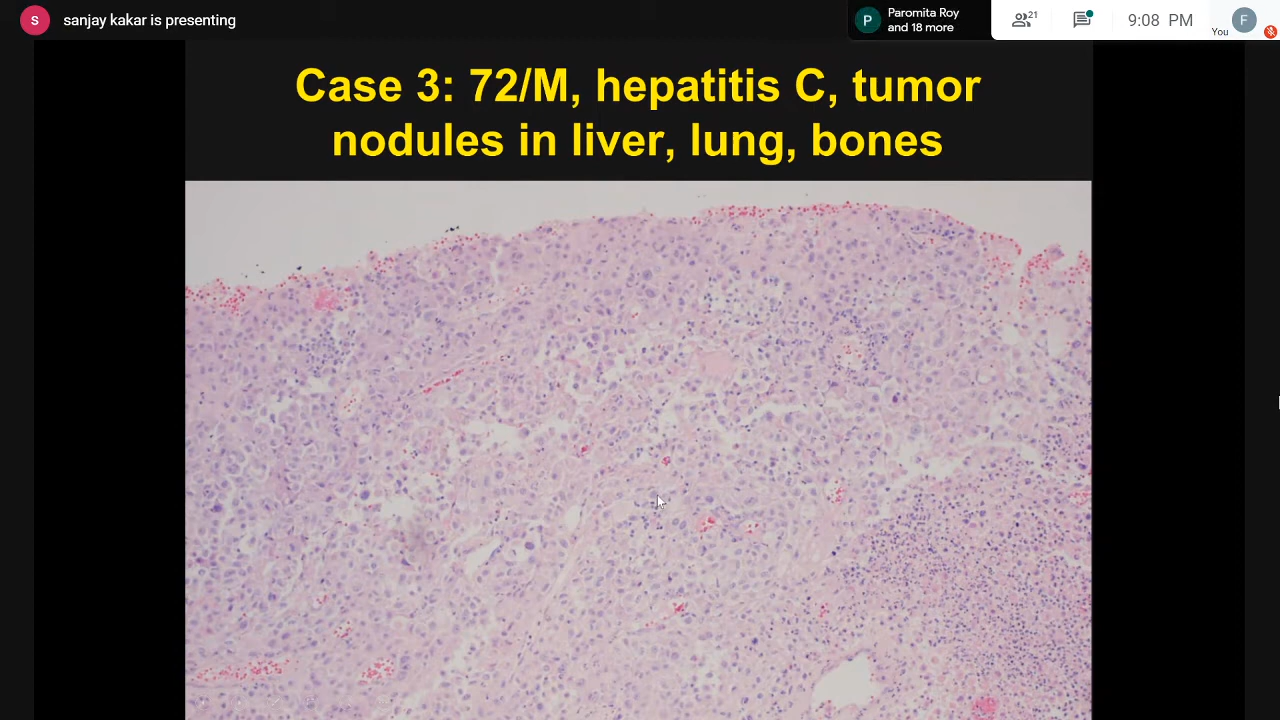 S
sanjay kakar is presenting
P
Paromita Roy
and 18 more
21
9:08 PM
You
F
Case 3: 72/M, hepatitis C, tumor
nodules in liver, lung, bones